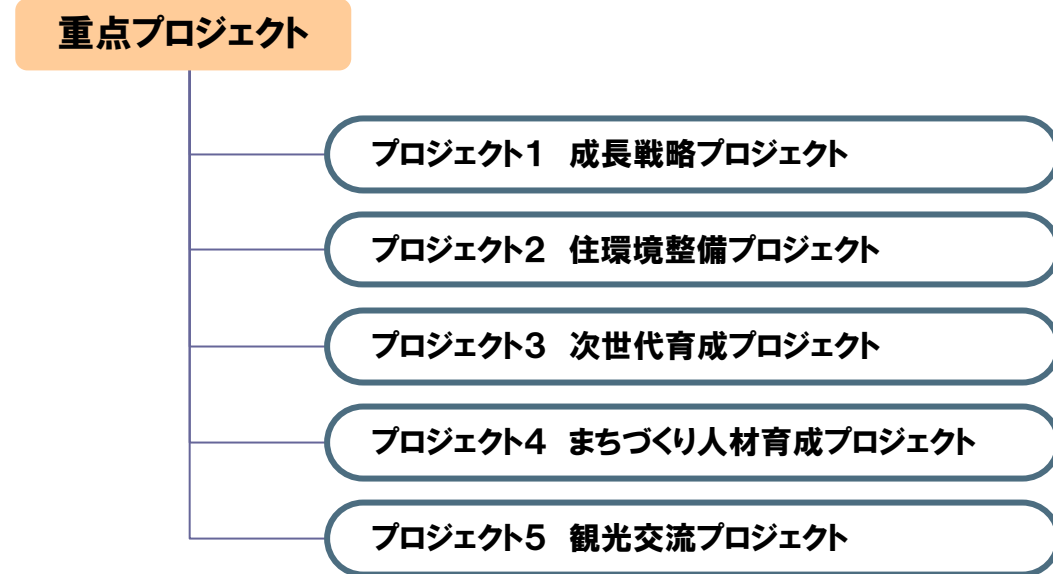 重点プロジェクト
プロジェクト1　成長戦略プロジェクト
プロジェクト2　住環境整備プロジェクト
プロジェクト3　次世代育成プロジェクト
プロジェクト4　まちづくり人材育成プロジェクト
プロジェクト5　観光交流プロジェクト